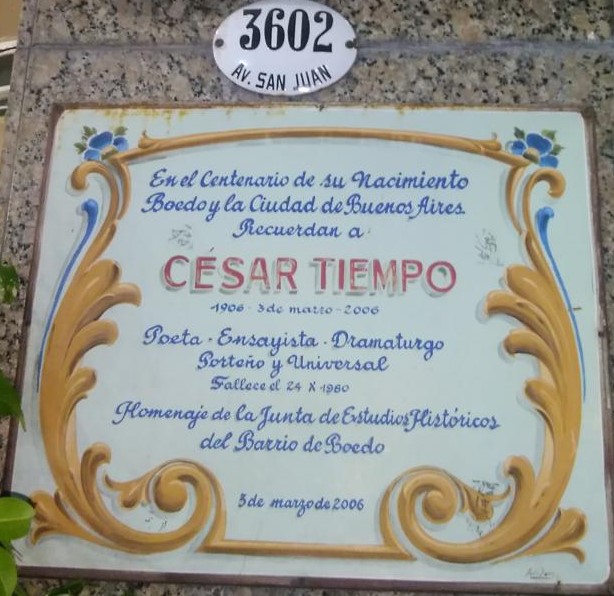 3602
AV. SAN JUAN
En el Centenario de su Nacimiento
Boedo y la Ciudad de Buenos Aires
Recuerdan a
CÉSAR TIEMPO
1906 - 3 de marzo - 2006
Poeta - Ensayista - Dramaturgo
Porteño y Universal
Fallece el 24 X 1980
Homenaje de la Junta de Estudios Históricos
del Barrio de Boedo
3 de marzo de 2006